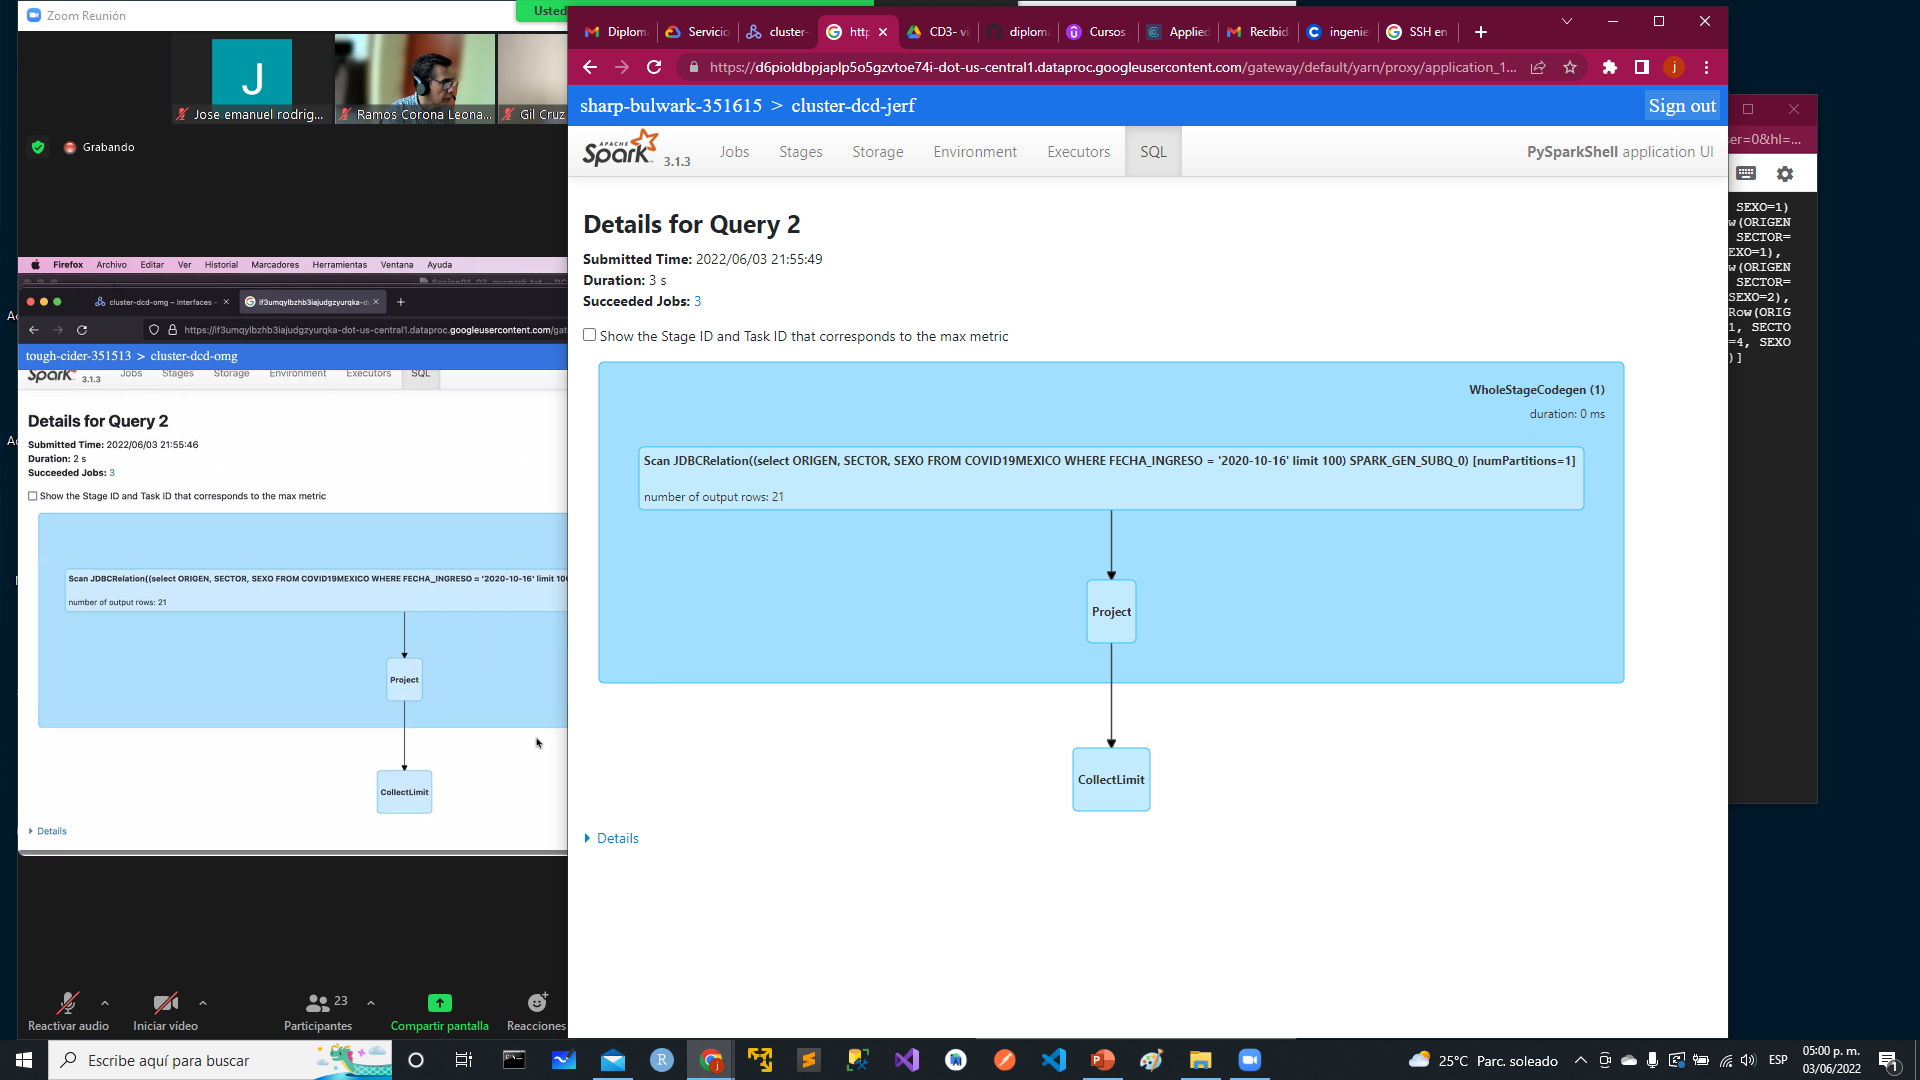 Zoom Reunión
Usted
J
Jose emanuel rodrig...
Ramos Corona Leona...
Gil Cruz
Grabando
Firefox Archivo Editar Ver Historial Marcadores Herramientas Ventana Ayuda
cluster-dcd-omg – Interfaces –
if3umqylbzhb3iajudgzyurqka-d
https://if3umqylbzhb3iajudgzyurqka-dot-us-central1.dataproc.googleusercontent.com/gat
tough-cider-351513 > cluster-dcd-omg
Spark 3.1.3 Jobs Stages Storage Environment Executors SQL
Details for Query 2
Submitted Time: 2022/06/03 21:55:46
Duration: 2 s
Succeeded Jobs: 3
Show the Stage ID and Task ID that corresponds to the max metric
Scan JDBCRelation((select ORIGEN, SECTOR, SEXO FROM COVID19MEXICO WHERE FECHA_INGRESO = '2020-10-16' limit 100
number of output rows: 21
Project
CollectLimit
Details
Reactivar audio
Iniciar vídeo
23
Participantes
Compartir pantalla
Reacciones
Diplom
Servicio
cluster-
http
CD3- vi
diplom
Cursos
Applied
Recibid
ingenie
SSH en
https://d6pioldbpjaplp5o5gzvtoe74i-dot-us-central1.dataproc.googleusercontent.com/gateway/default/yarn/proxy/application_1...
j
sharp-bulwark-351615 > cluster-dcd-jerf
Sign out
APACHE Spark 3.1.3
Jobs Stages Storage Environment Executors SQL
PySparkShell application UI
Details for Query 2
Submitted Time: 2022/06/03 21:55:49
Duration: 3 s
Succeeded Jobs: 3
Show the Stage ID and Task ID that corresponds to the max metric
WholeStageCodegen (1)
duration: 0 ms
Scan JDBCRelation((select ORIGEN, SECTOR, SEXO FROM COVID19MEXICO WHERE FECHA_INGRESO = '2020-10-16' limit 100) SPARK_GEN_SUBQ_0) [numPartitions=1]
number of output rows: 21
Project
CollectLimit
Details
ser=0&hl=...
SEXO=1)
w(ORIGEN
SECTOR=
EXO=1),
w(ORIGEN
SECTOR=
SEXO=2),
Row(ORIG
1, SECTO
=4, SEXO
)]
Escribe aquí para buscar
25°C Parc. soleado
ESP
05:00 p. m.
03/06/2022
1